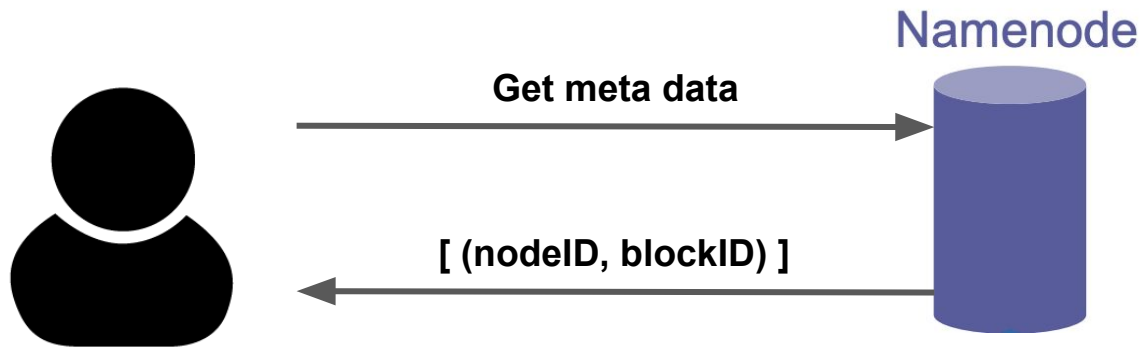 Namenode
Get meta data
[ (nodeID, blockID) ]